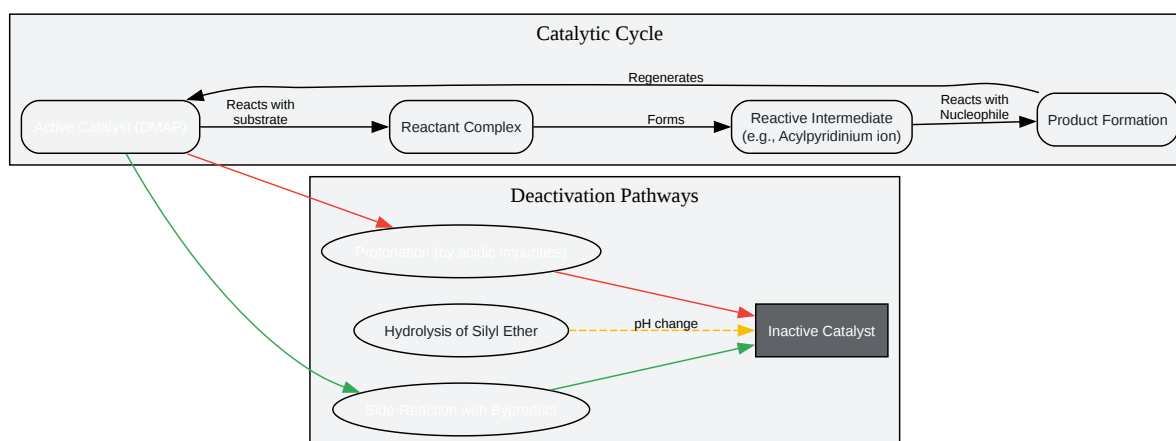 Catalytic Cycle
Regenerates
Active Catalyst (DMAP)
Reacts with
substrate
Reactant Complex
Forms
Reactive Intermediate
(e.g., Acylpyridinium ion)
Reacts with
Nucleophile
Product Formation
Deactivation Pathways
Protonation (by acidic impurities)
Hydrolysis of Silyl Ether
pH change
Inactive Catalyst
Side-Reaction with Byproduct